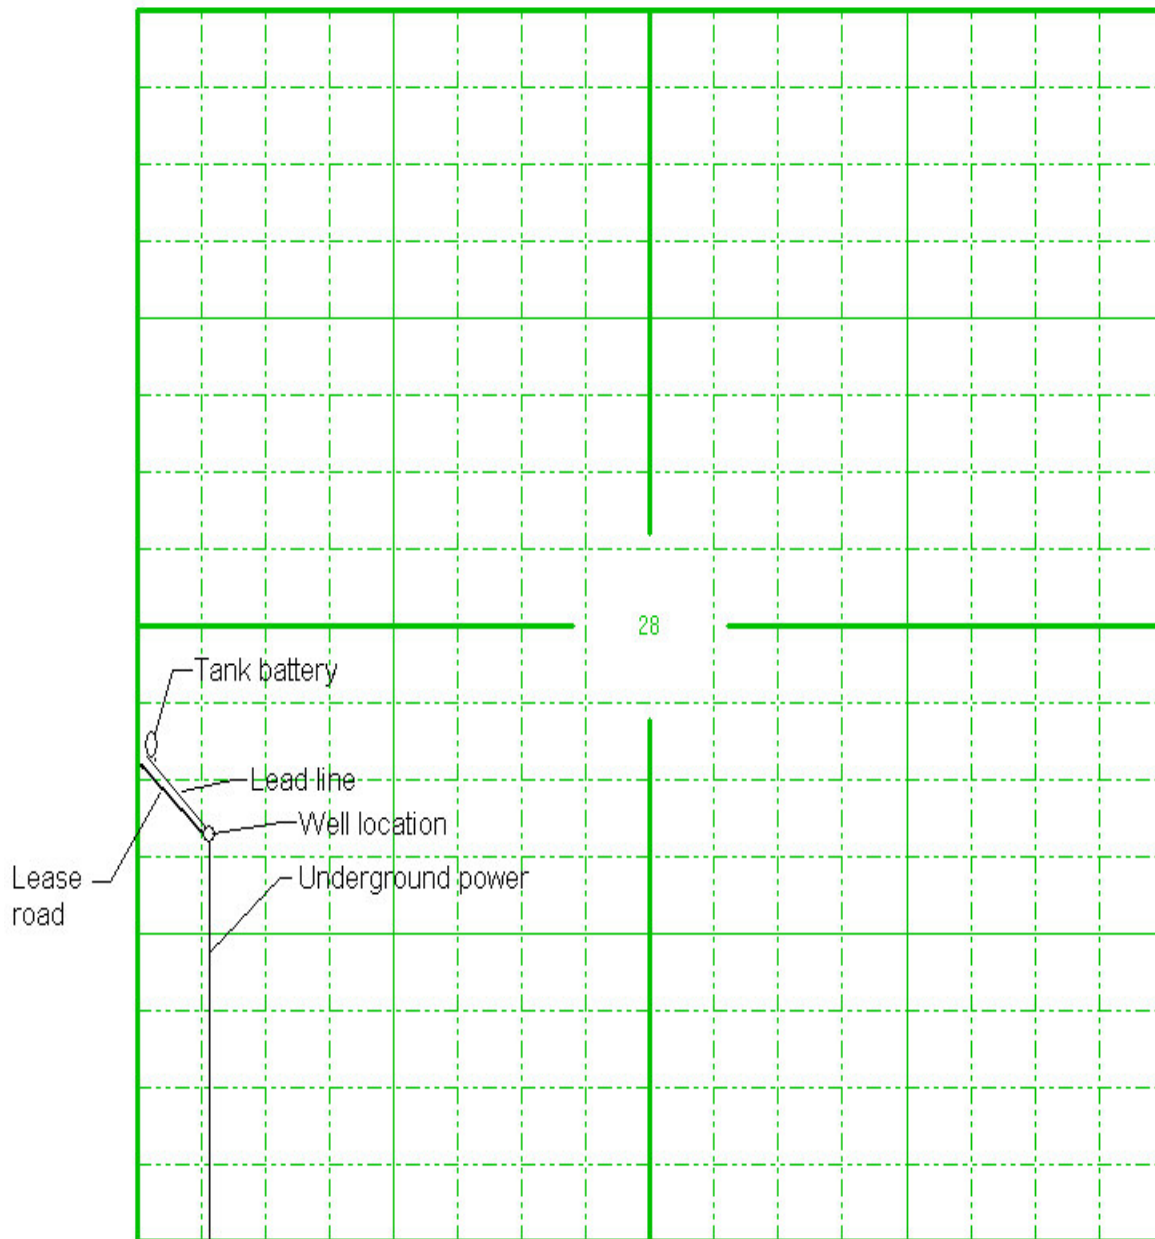 28
Tank battery
Lead line
Well location
Lease
road
Underground power